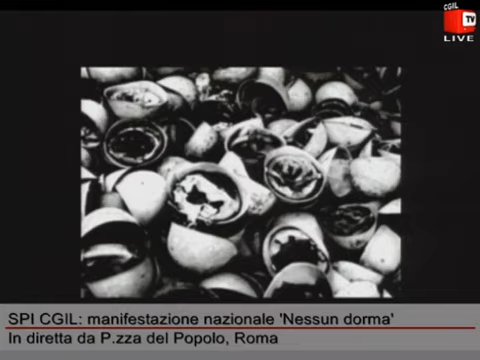 CGIL
TV
LIVE
SPI CGIL: manifestazione nazionale 'Nessun dorma'
In diretta da P.zza del Popolo, Roma